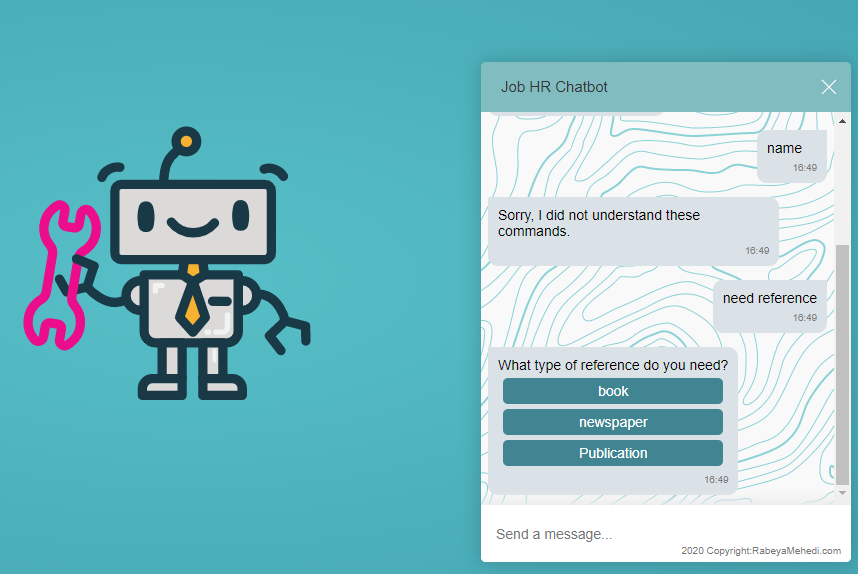 Job HR Chatbot
name
16:49
Sorry, I did not understand these
commands.
16:49
need reference
16:49
What type of reference do you need?
book
newspaper
Publication
16:49
Send a message...
2020 Copyright:RabeyaMehedi.com